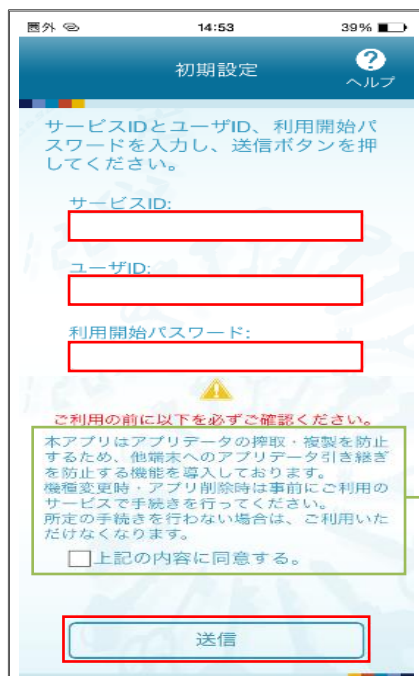 圏外 14:53 39%
初期設定
?
ヘルプ
サービスIDとユーザID、利用開始パ
スワードを入力し、送信ボタンを押
してください。
サービスID:
ユーザID:
利用開始パスワード:
ご利用の前に以下を必ずご確認ください。
本アプリはアプリデータの搾取・複製を防止
するため、他端末へのアプリデータ引き継ぎ
を防止する機能を導入しております。
機種変更時・アプリ削除時は事前にご利用の
サービスで手続きを行ってください。
所定の手続きを行わない場合は、ご利用いた
だけなくなります。
上記の内容に同意する。
送信